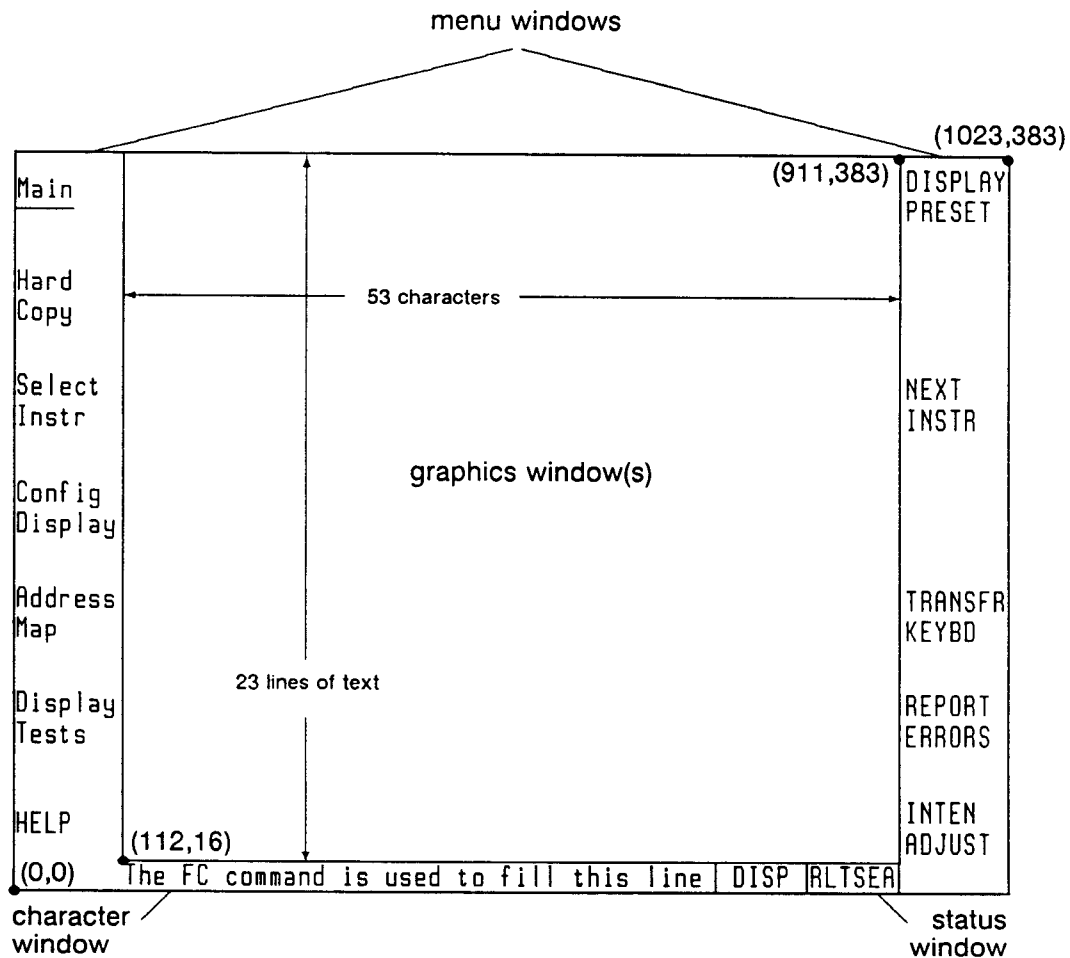 menu windows
(1023,383)
(911,383)
Main
DISPLAY
PRESET
Hard
Copy
53 characters
Select
Instr
NEXT
INSTR
graphics window(s)
Config
Display
Address
Map
TRANSFR
KEYBD
23 lines of text
Display
Tests
REPORT
ERRORS
HELP
INTEN
ADJUST
(112,16)
(0,0)
The FC command is used to fill this line
DISP
RLTSEA
character
window
status
window